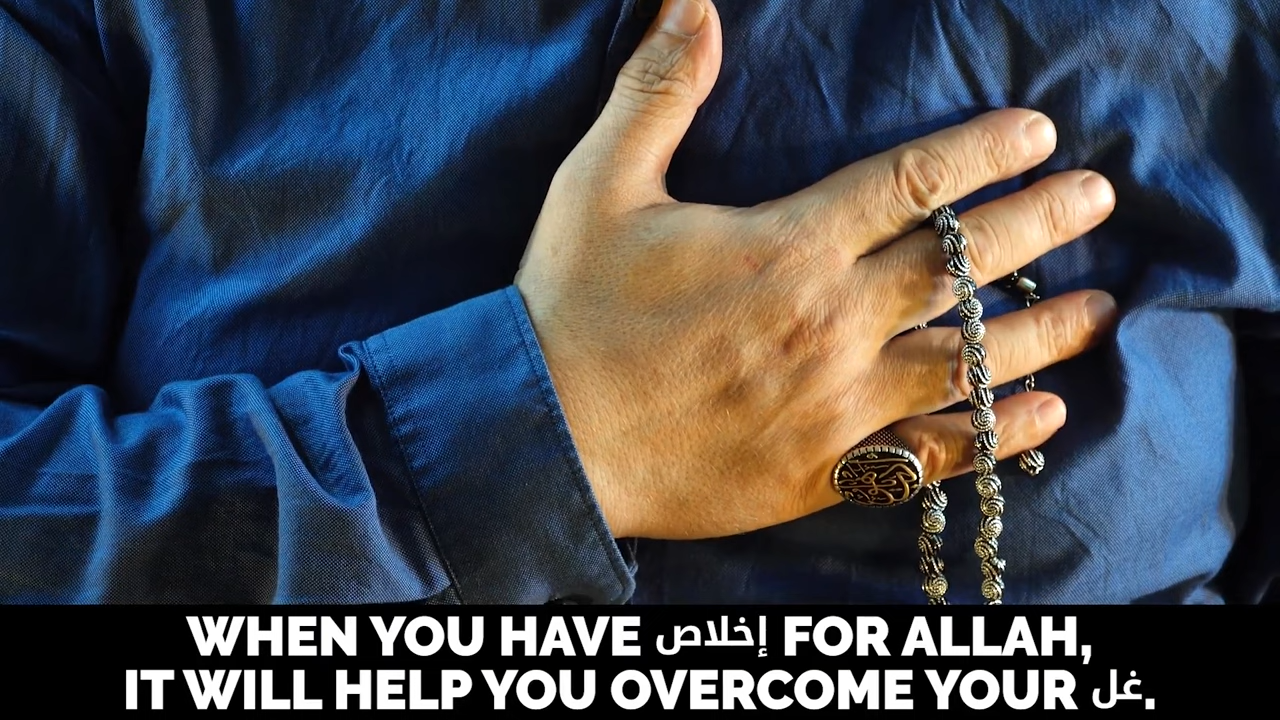 WHEN YOU HAVE إخلاص FOR ALLAH,
IT WILL HELP YOU OVERCOME YOUR غل.